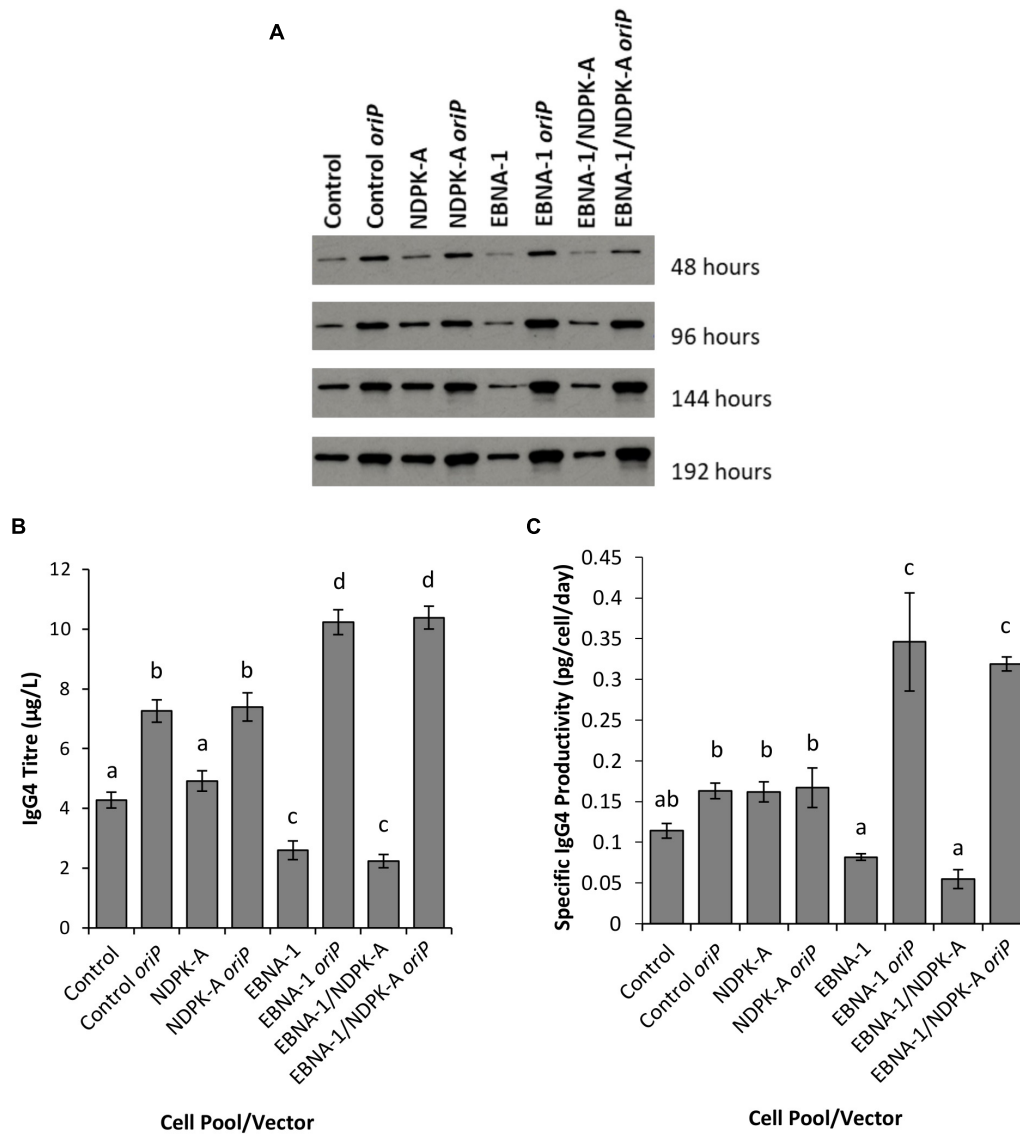 A
Control
Control oriP
NDPK-A
NDPK-A oriP
EBNA-1
EBNA-1 oriP
EBNA-1/NDPK-A
EBNA-1/NDPK-A oriP
48 hours
96 hours
144 hours
192 hours
B
IgG4 Titre (µg/L)
12
10
8
6
4
2
0
a
b
a
b
c
d
c
d
Control
Control oriP
NDPK-A
NDPK-A oriP
EBNA-1
EBNA-1 oriP
EBNA-1/NDPK-A
EBNA-1/NDPK-A oriP
Cell Pool/Vector
C
Specific IgG4 Productivity (pg/cell/day)
0.45
0.4
0.35
0.3
0.25
0.2
0.15
0.1
0.05
0
ab
b
b
b
a
c
a
c
Control
Control oriP
NDPK-A
NDPK-A oriP
EBNA-1
EBNA-1 oriP
EBNA-1/NDPK-A
EBNA-1/NDPK-A oriP
Cell Pool/Vector